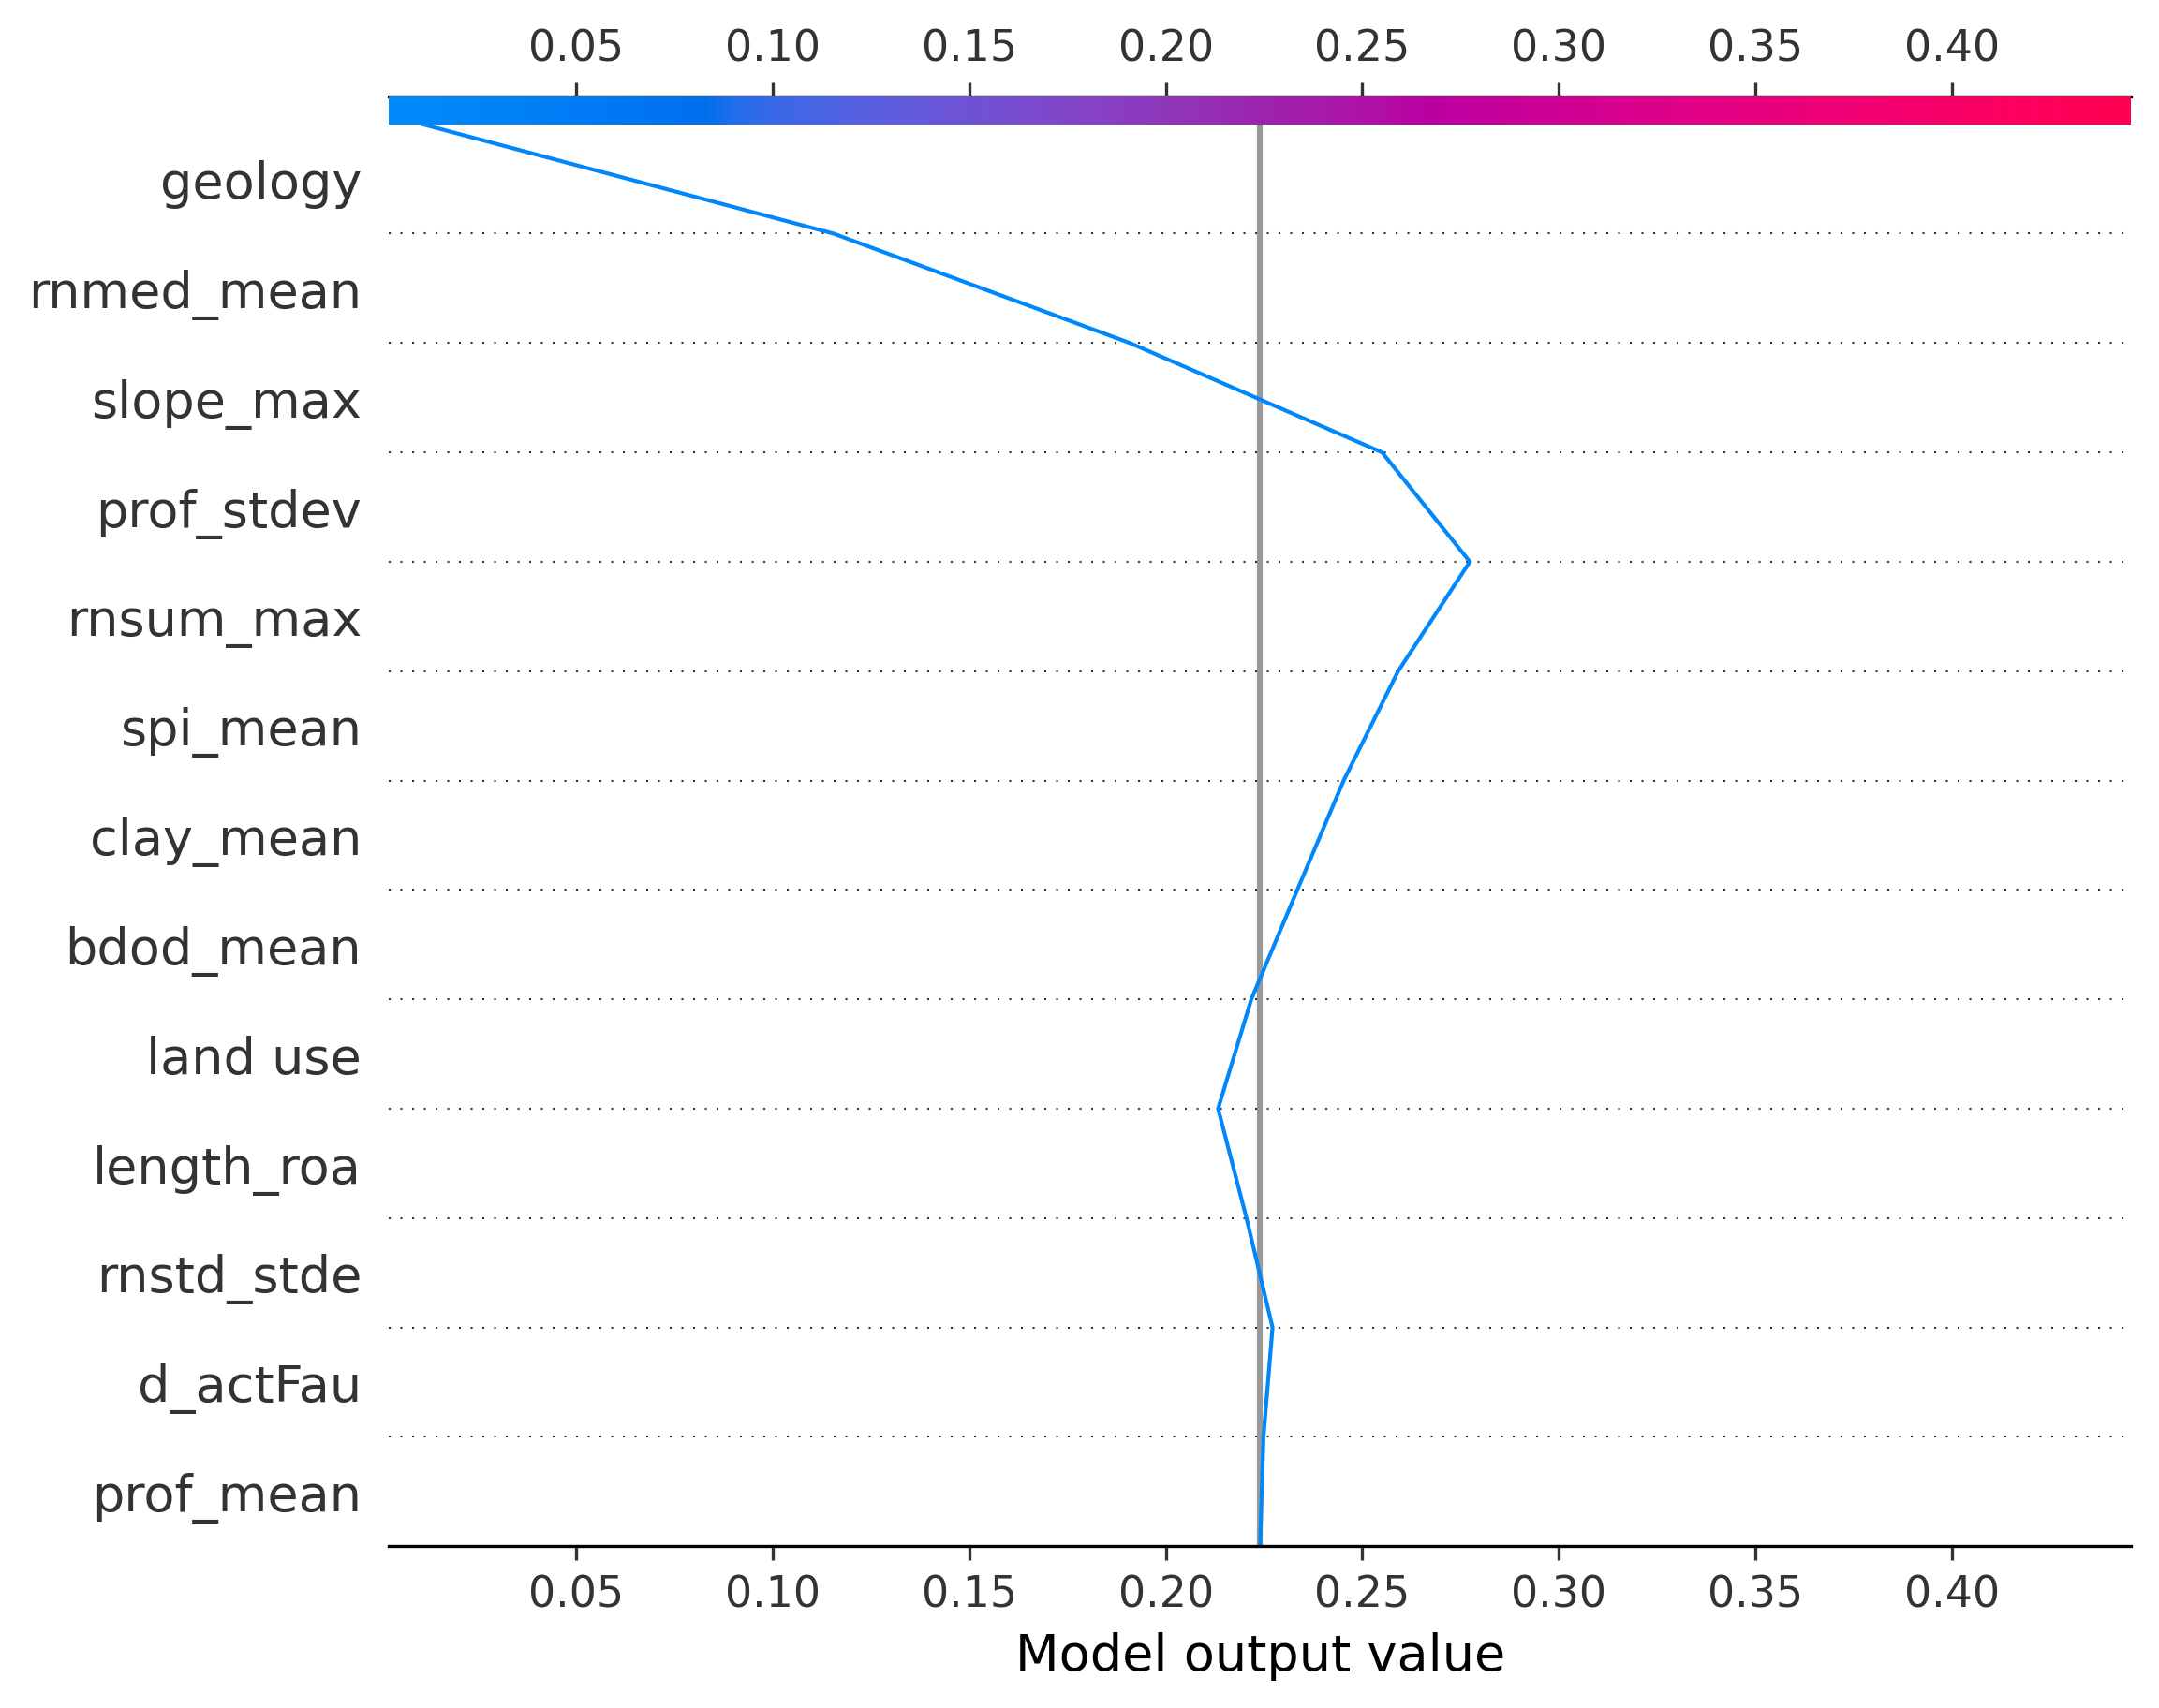 0.05 0.10 0.15 0.20 0.25 0.30 0.35 0.40
geology
rnmed_mean
slope_max
prof_stdev
rnsum_max
spi_mean
clay_mean
bdod_mean
land use
length_roa
rnstd_stde
d_actFau
prof_mean
0.05 0.10 0.15 0.20 0.25 0.30 0.35 0.40
Model output value